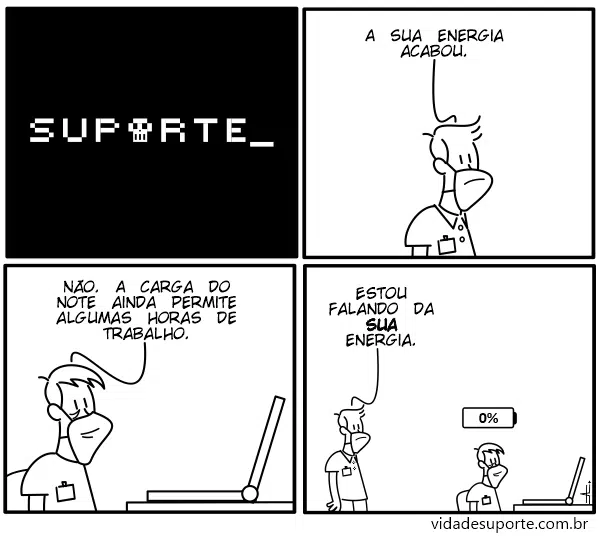 SUPORTE_
A SUA ENERGIA
ACABOU.
NÃO. A CARGA DO
NOTE AINDA PERMITE
ALGUMAS HORAS DE
TRABALHO.
ESTOU
FALANDO DA
SUA
ENERGIA.
0%
vidadesuporte.com.br